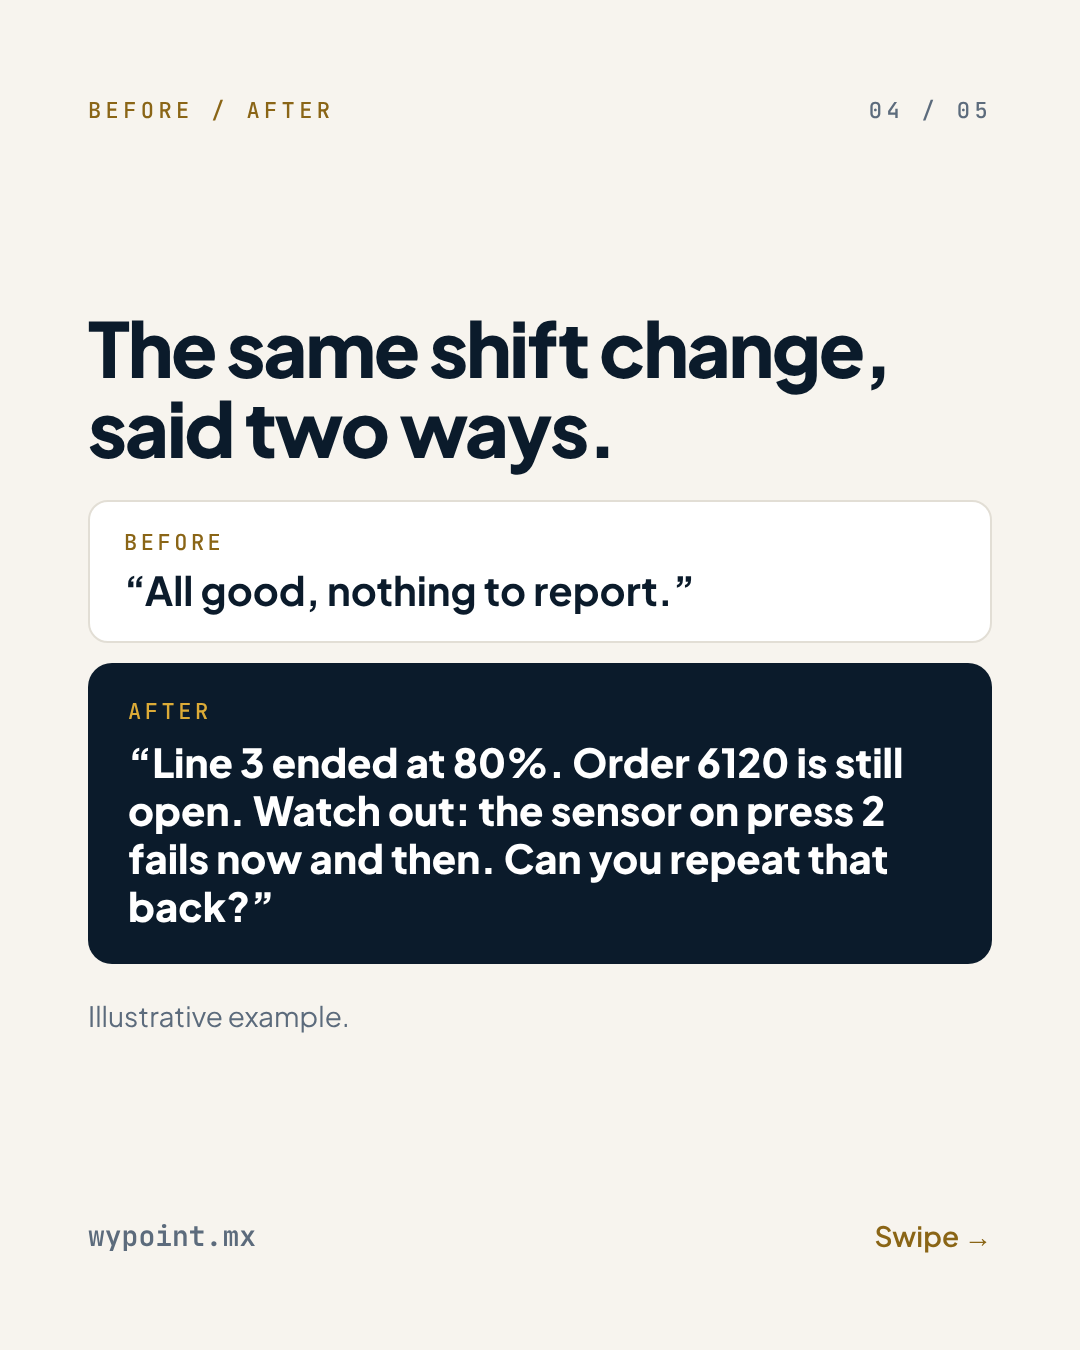 BEFORE / AFTER
04 / 05
The same shift change,
said two ways.
BEFORE
“All good, nothing to report.”
AFTER
“Line 3 ended at 80%. Order 6120 is still
open. Watch out: the sensor on press 2
fails now and then. Can you repeat that
back?”
Illustrative example.
wypoint.mx
Swipe →